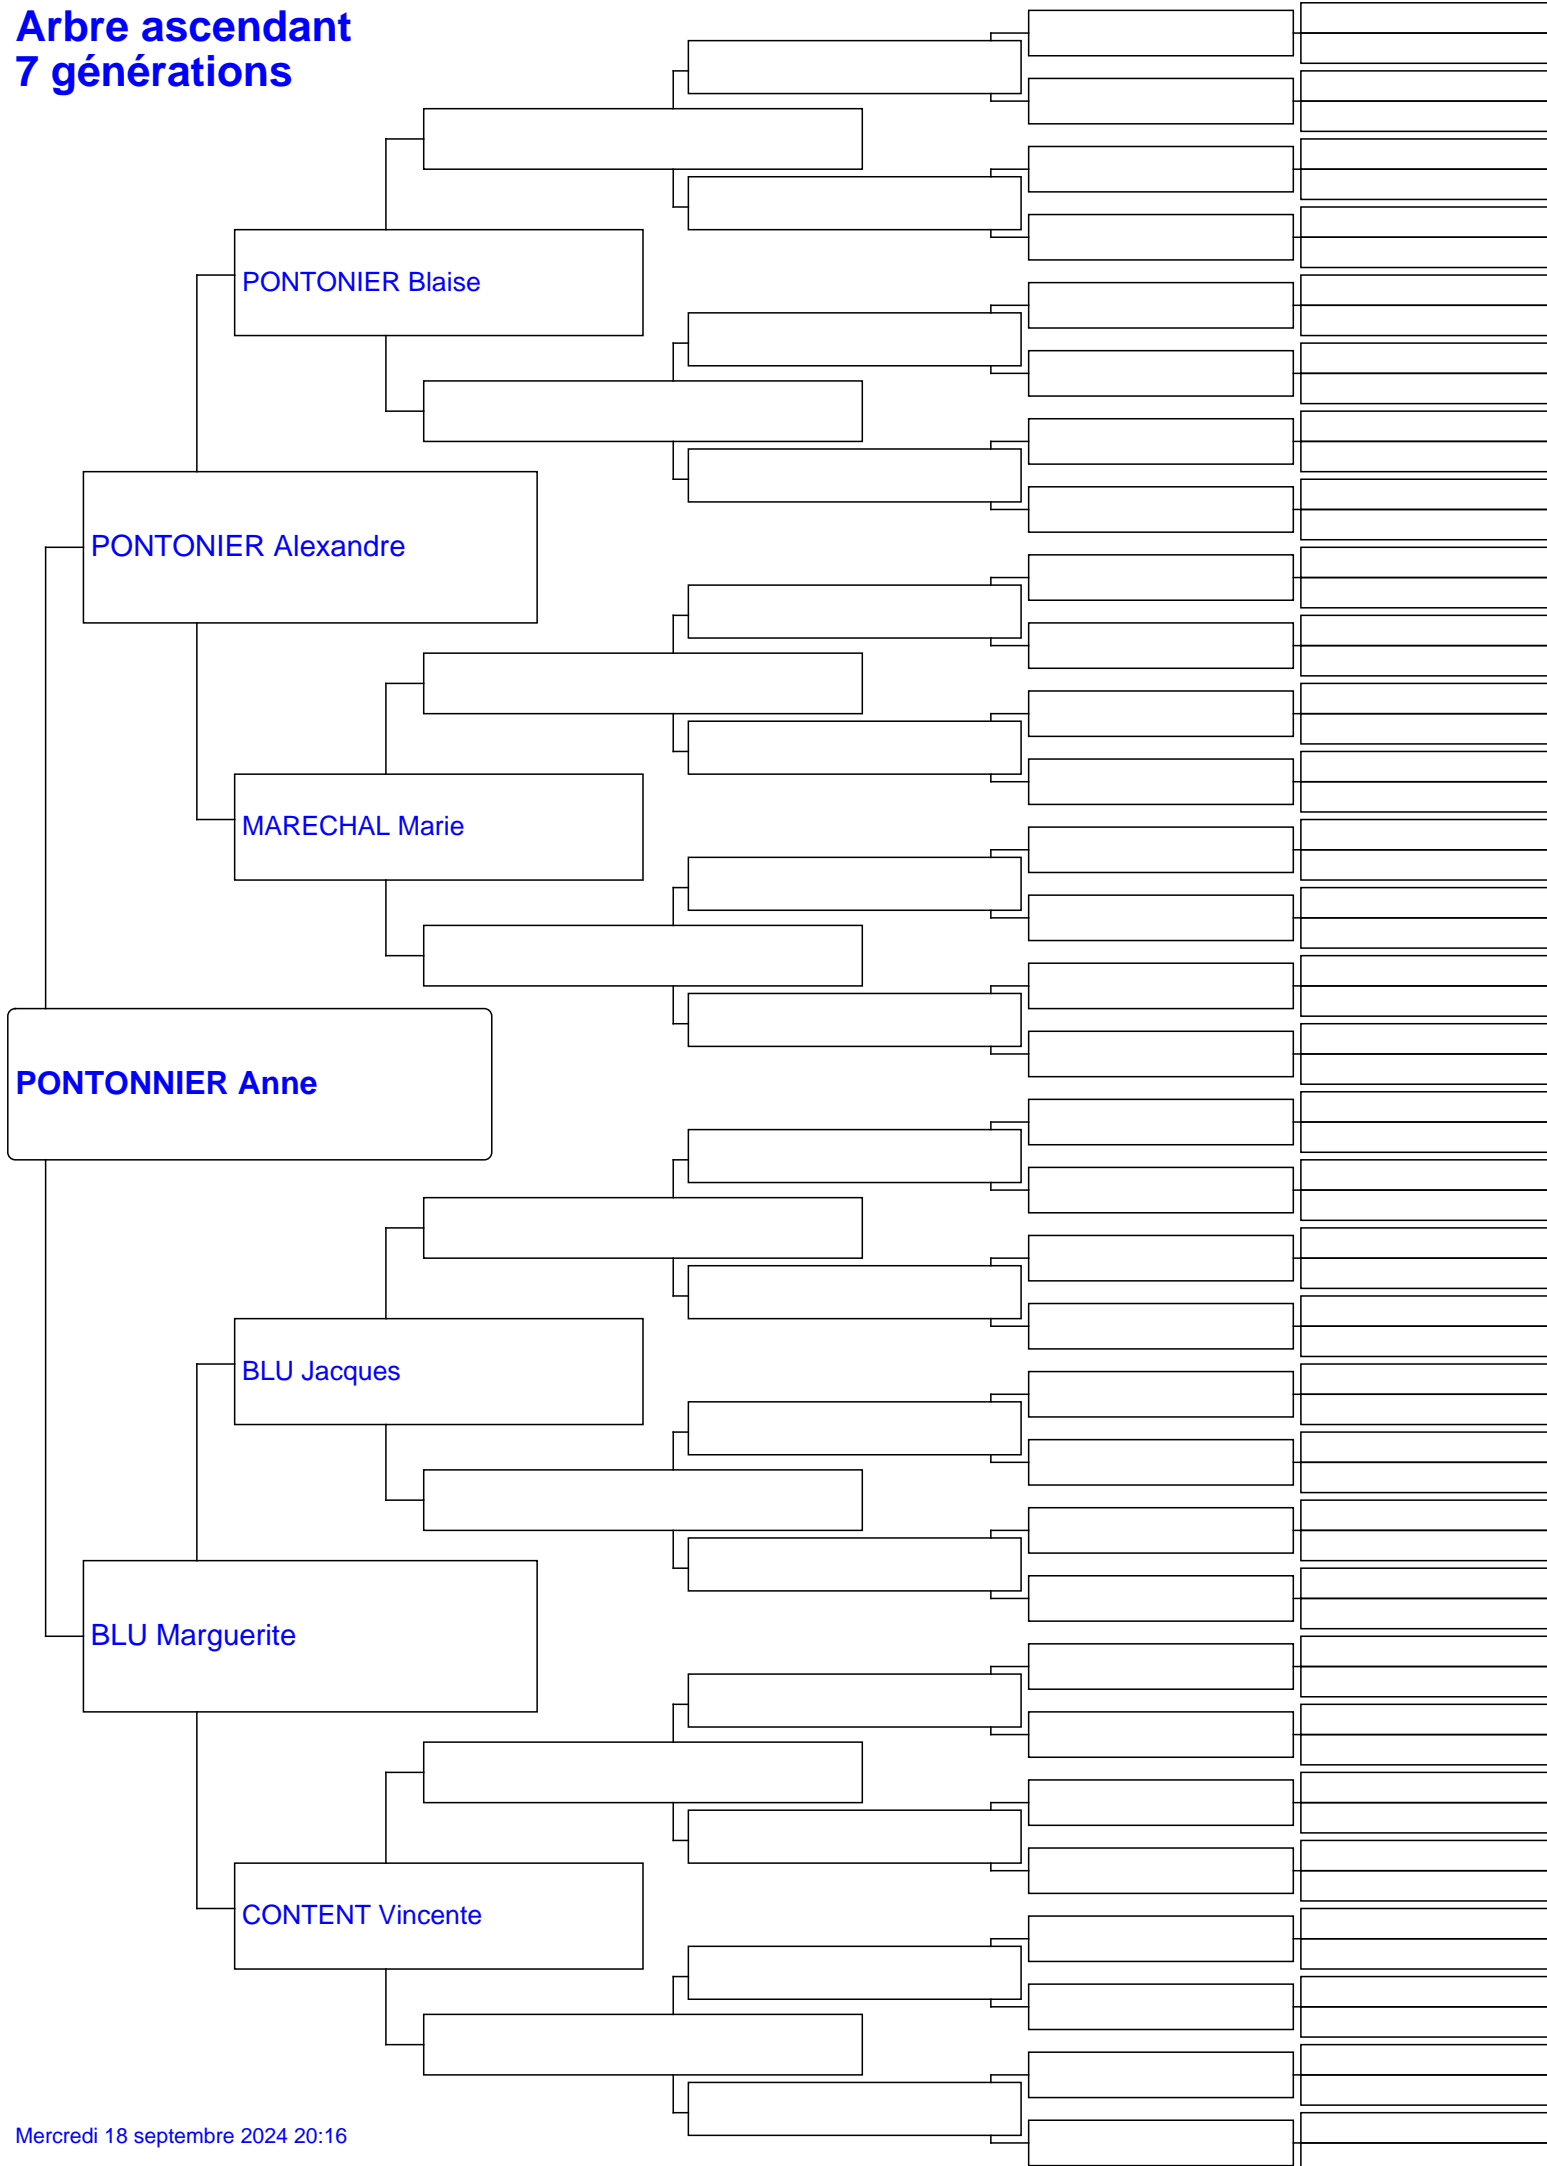 Arbre ascendant
7 générations
PONTONIER Blaise
PONTONIER Alexandre
MARECHAL Marie
PONTONNIER Anne
BLU Jacques
BLU Marguerite
CONTENT Vincente
Mercredi 18 septembre 2024 20:16